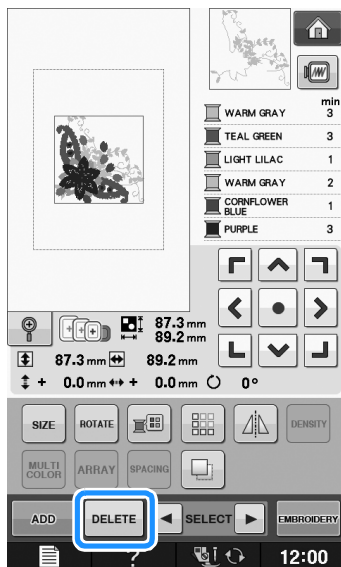 min
WARM GRAY 3
TEAL GREEN 3
LIGHT LILAC 1
WARM GRAY 2
CORNFLOWER
BLUE 1
PURPLE 3
87.3 mm
89.2 mm
87.3 mm 89.2 mm
+ 0.0 mm + 0.0 mm 0°
SIZE ROTATE DENSITY
MULTI
COLOR ARRAY SPACING
ADD DELETE SELECT EMBROIDERY
? 12:00